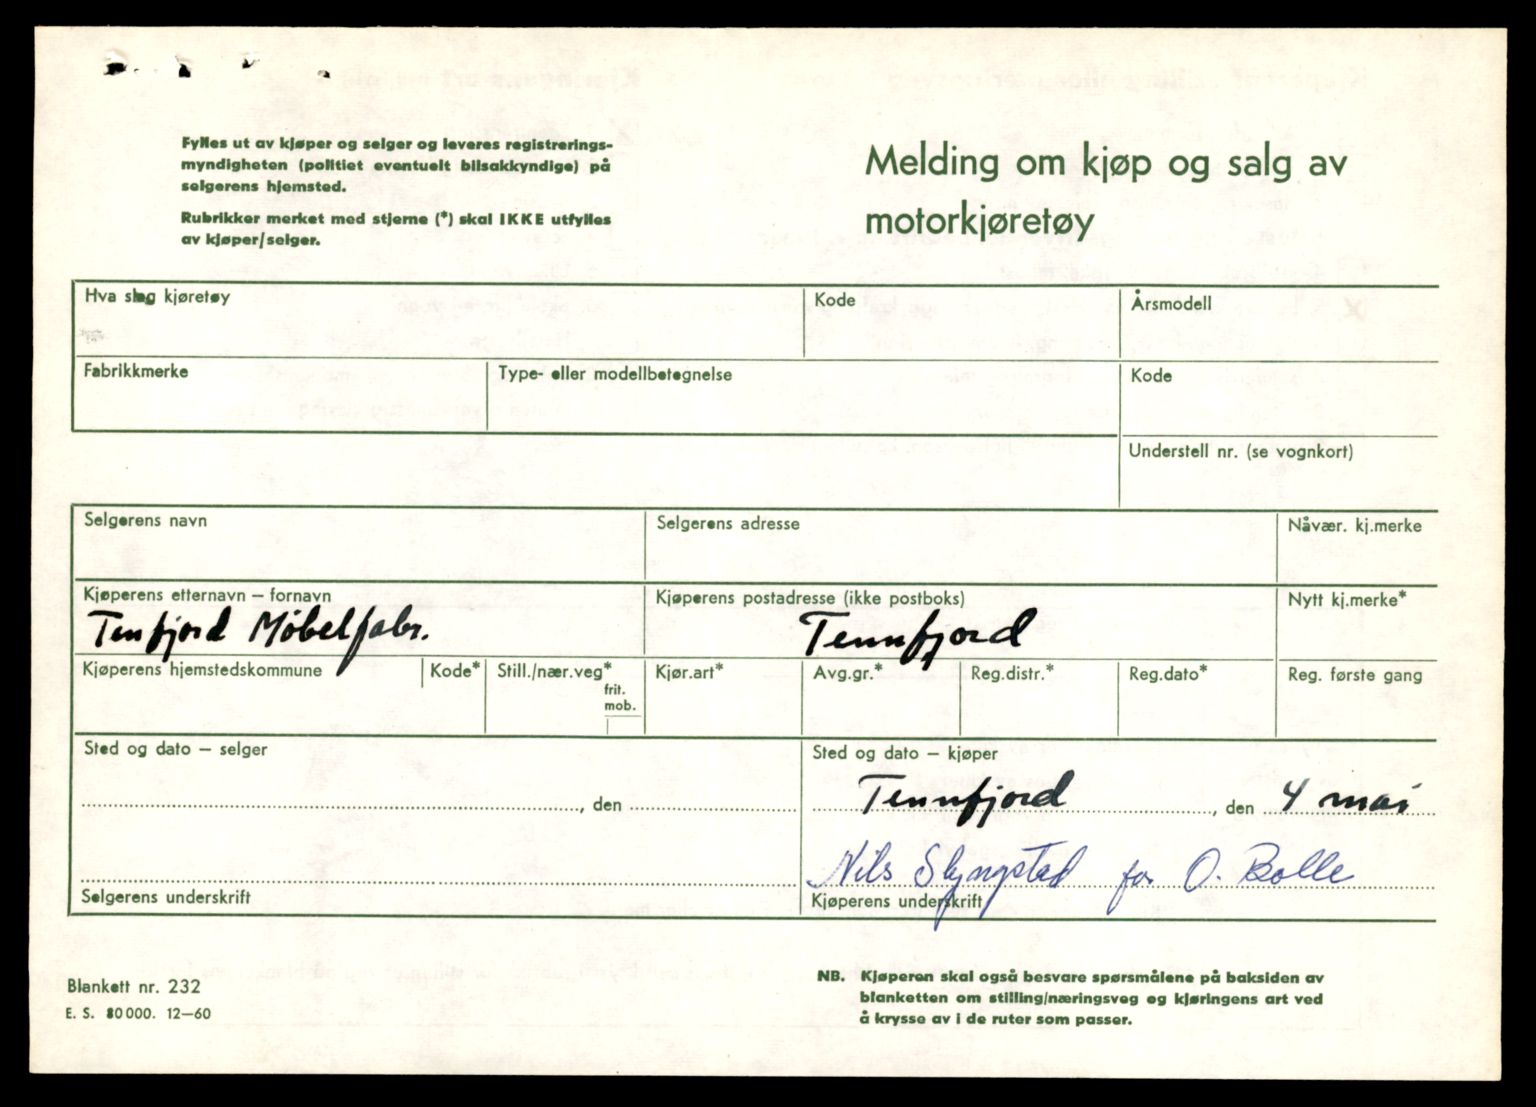 Fylles ut av kjøper og selger og leveres registrerings-
myndigheten (politiet eventuelt bilsakkyndige) på
selgerens hjemsted.
Rubrikker merket med stjerne (*) skal IKKE utfylles
av kjøper/selger.
Melding om kjøp og salg av
motorkjøretøy
Hva slag kjøretøy
Kode
Årsmodell
Fabrikkmerke
Type- eller modellbetegnelse
Kode
Understell nr. (se vognkort)
Selgerens navn
Selgerens adresse
Nåvær. kj.merke
Kjøperens etternavn – fornavn
Tenfjord Møbelfabr.
Kjøperens postadresse (ikke postboks)
Tennfjord
Nytt kj.merke*
Kjøperens hjemstedskommune
Kode*
Still./nær.veg*
frit.
mob.
Kjør.art*
Avg.gr.*
Reg.distr.*
Reg.dato*
Reg. første gang
Sted og dato – selger
, den
Selgerens underskrift
Sted og dato – kjøper
Tennfjord, den 4 mai
Nils Slyngstad for O. Bolle
Kjøperens underskrift
Blankett nr. 232
E. S. 80 000. 12–60
NB. Kjøperen skal også besvare spørsmålene på baksiden av
blanketten om stilling/næringsveg og kjøringens art ved
å krysse av i de ruter som passer.